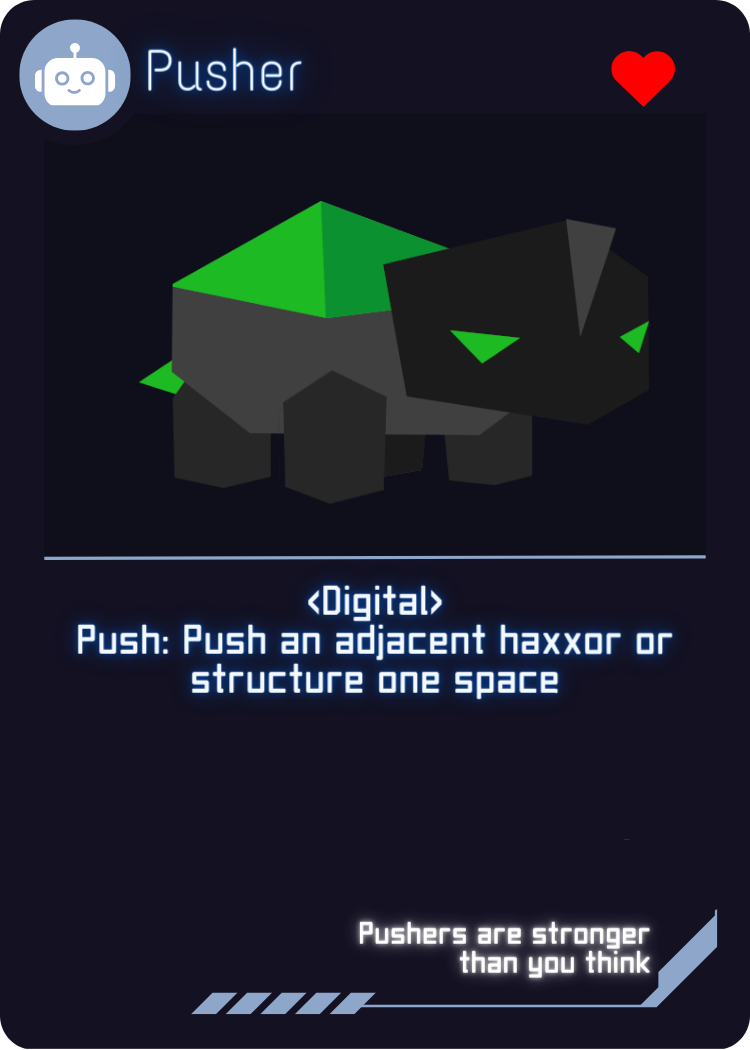 Pusher
<Digital>
Push: Push an adjacent haxxor or
structure one space
Pushers are stronger
than you think